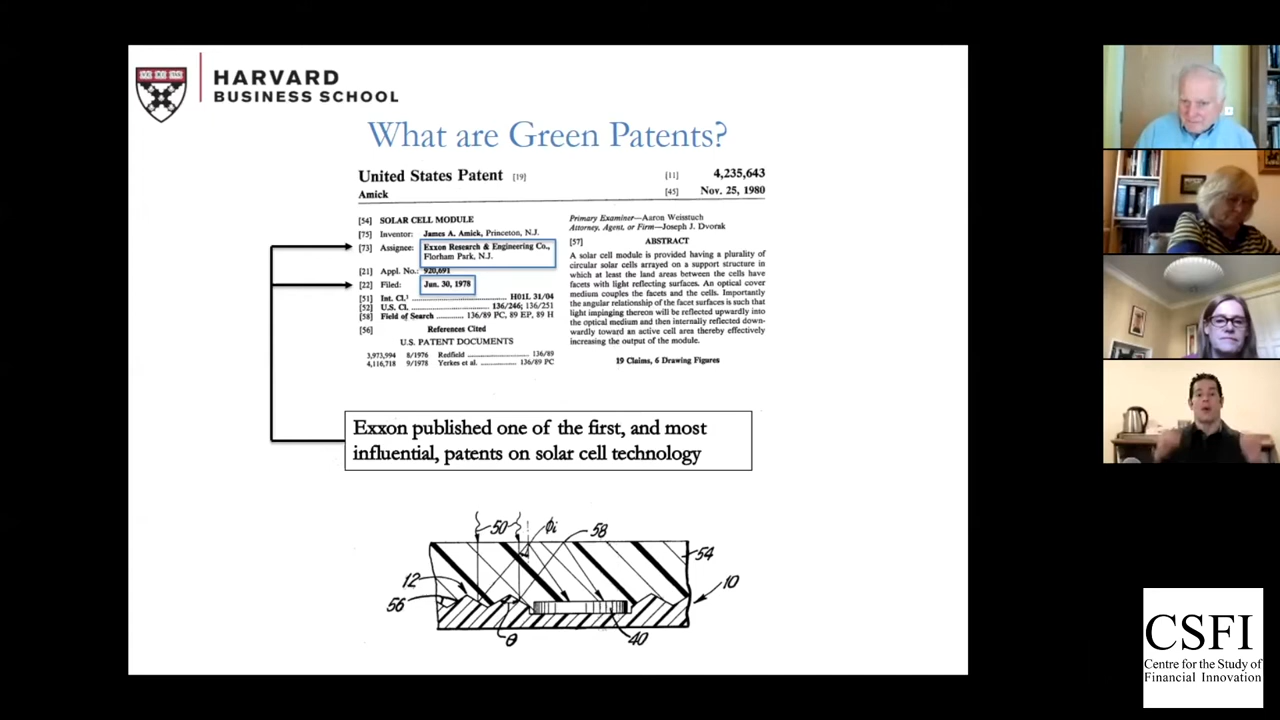 HARVARD
BUSINESS SCHOOL
What are Green Patents?
United States Patent [19]
Amick
[11] 4,235,643
[45] Nov. 25, 1980
[54] SOLAR CELL MODULE
[75] Inventor: James A. Amick, Princeton, N.J.
[73] Assignee: Exxon Research & Engineering Co.,
Florham Park, N.J.
[21] Appl. No.: 920,691
[22] Filed: Jun. 30, 1978
[51] Int. Cl.³ .............................. H01L 31/04
[52] U.S. Cl. .............................. 136/246; 136/251
[58] Field of Search .......... 136/89 PC, 89 EP, 89 H
[56] References Cited
U.S. PATENT DOCUMENTS
3,973,994 8/1976 Redfield .............................. 136/89
4,116,718 9/1978 Yerkes et al. .................. 136/89 PC
Primary Examiner—Aaron Weisstuch
Attorney, Agent, or Firm—Joseph J. Dvorak
[57] ABSTRACT
A solar cell module is provided having a plurality of
circular solar cells arrayed on a support structure in
which at least the land areas between the cells have
facets with light reflecting surfaces. An optical cover
medium couples the facets and the cells. Importantly
the angular relationship of the facet surfaces is such that
light impinging thereon will be reflected upwardly into
the optical medium and then internally reflected down-
wardly toward an active cell area thereby effectively
increasing the output of the module.
19 Claims, 6 Drawing Figures
Exxon published one of the first, and most
influential, patents on solar cell technology
50
ϕi
58
54
12
10
56
θ
40
CSFI
Centre for the Study of
Financial Innovation